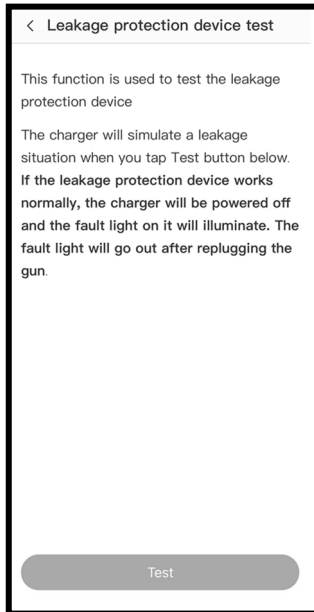 < Leakage protection device test
This function is used to test the leakage
protection device
The charger will simulate a leakage
situation when you tap Test button below.
If the leakage protection device works
normally, the charger will be powered off
and the fault light on it will illuminate. The
fault light will go out after replugging the
gun.
Test